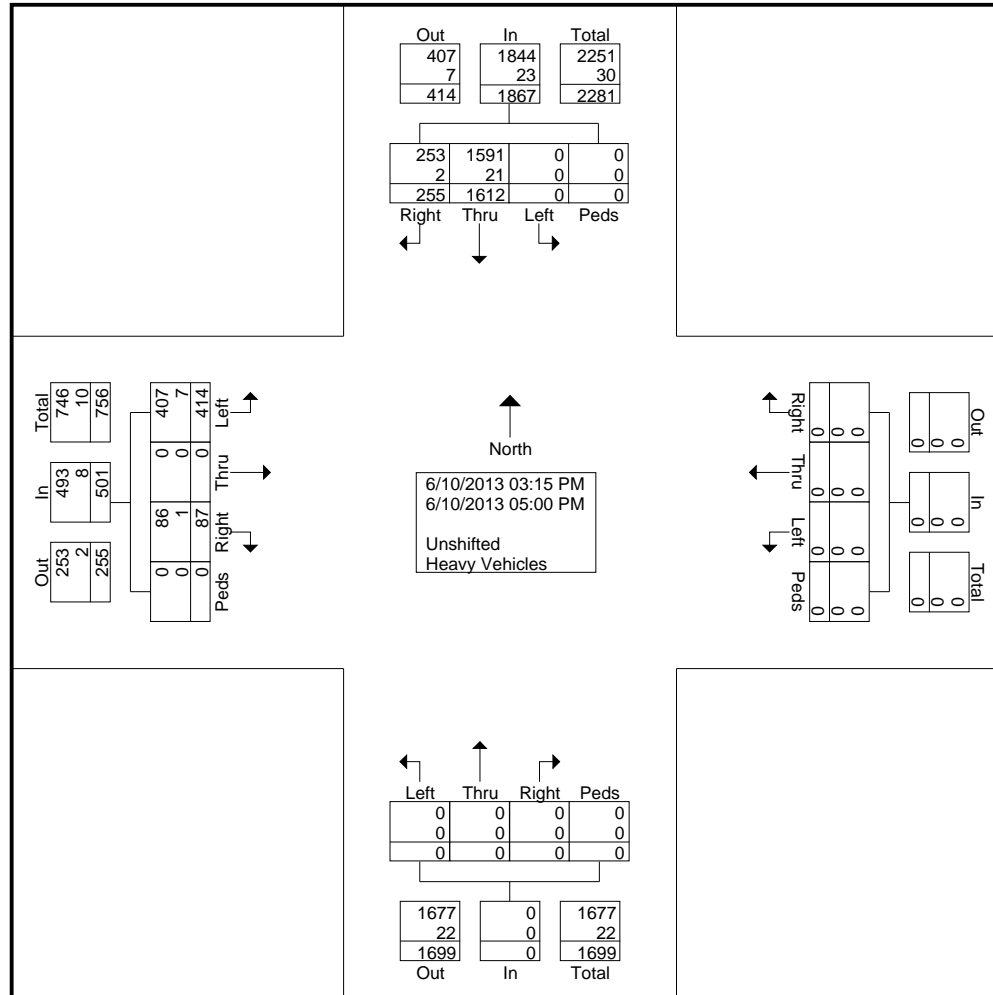 Out In Total
407 1844 2251
7 23 30
414 1867 2281
253 1591 0 0
2 21 0 0
255 1612 0 0
Right Thru Left Peds
Total
746
10
756
In
493
8
501
Out
253
2
255
407
7
414
Left
0
0
0
Thru
86
1
87
Right
0
0
0
Peds
North
6/10/2013 03:15 PM
6/10/2013 05:00 PM
Unshifted
Heavy Vehicles
Right
0
0
0
Thru
0
0
0
Left
0
0
0
Peds
0
0
0
Out
0
0
0
In
0
0
0
Total
0
0
0
Left Thru Right Peds
0 0 0 0
0 0 0 0
0 0 0 0
1677 0 1677
22 0 22
1699 0 1699
Out In Total